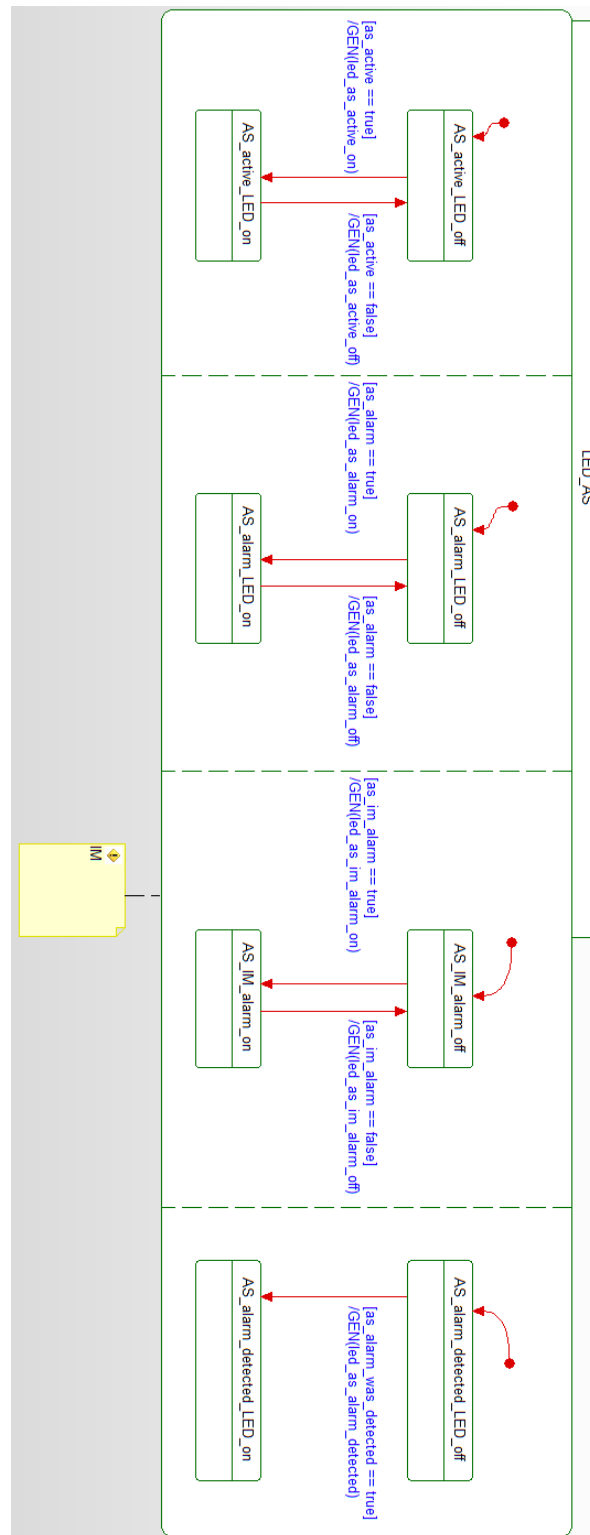 LED_AS
AS_active_LED_off
[as_active == true]
/GEN(led_as_active_on)
[as_active == false]
/GEN(led_as_active_off)
AS_active_LED_on
AS_alarm_LED_off
[as_alarm == true]
/GEN(led_as_alarm_on)
[as_alarm == false]
/GEN(led_as_alarm_off)
AS_alarm_LED_on
AS_IM_alarm_off
[as_im_alarm == true]
/GEN(led_as_im_alarm_on)
[as_im_alarm == false]
/GEN(led_as_im_alarm_off)
AS_IM_alarm_on
AS_alarm_detected_LED_off
[as_alarm_was_detected == true]
/GEN(led_as_alarm_detected)
AS_alarm_detected_LED_on
IM